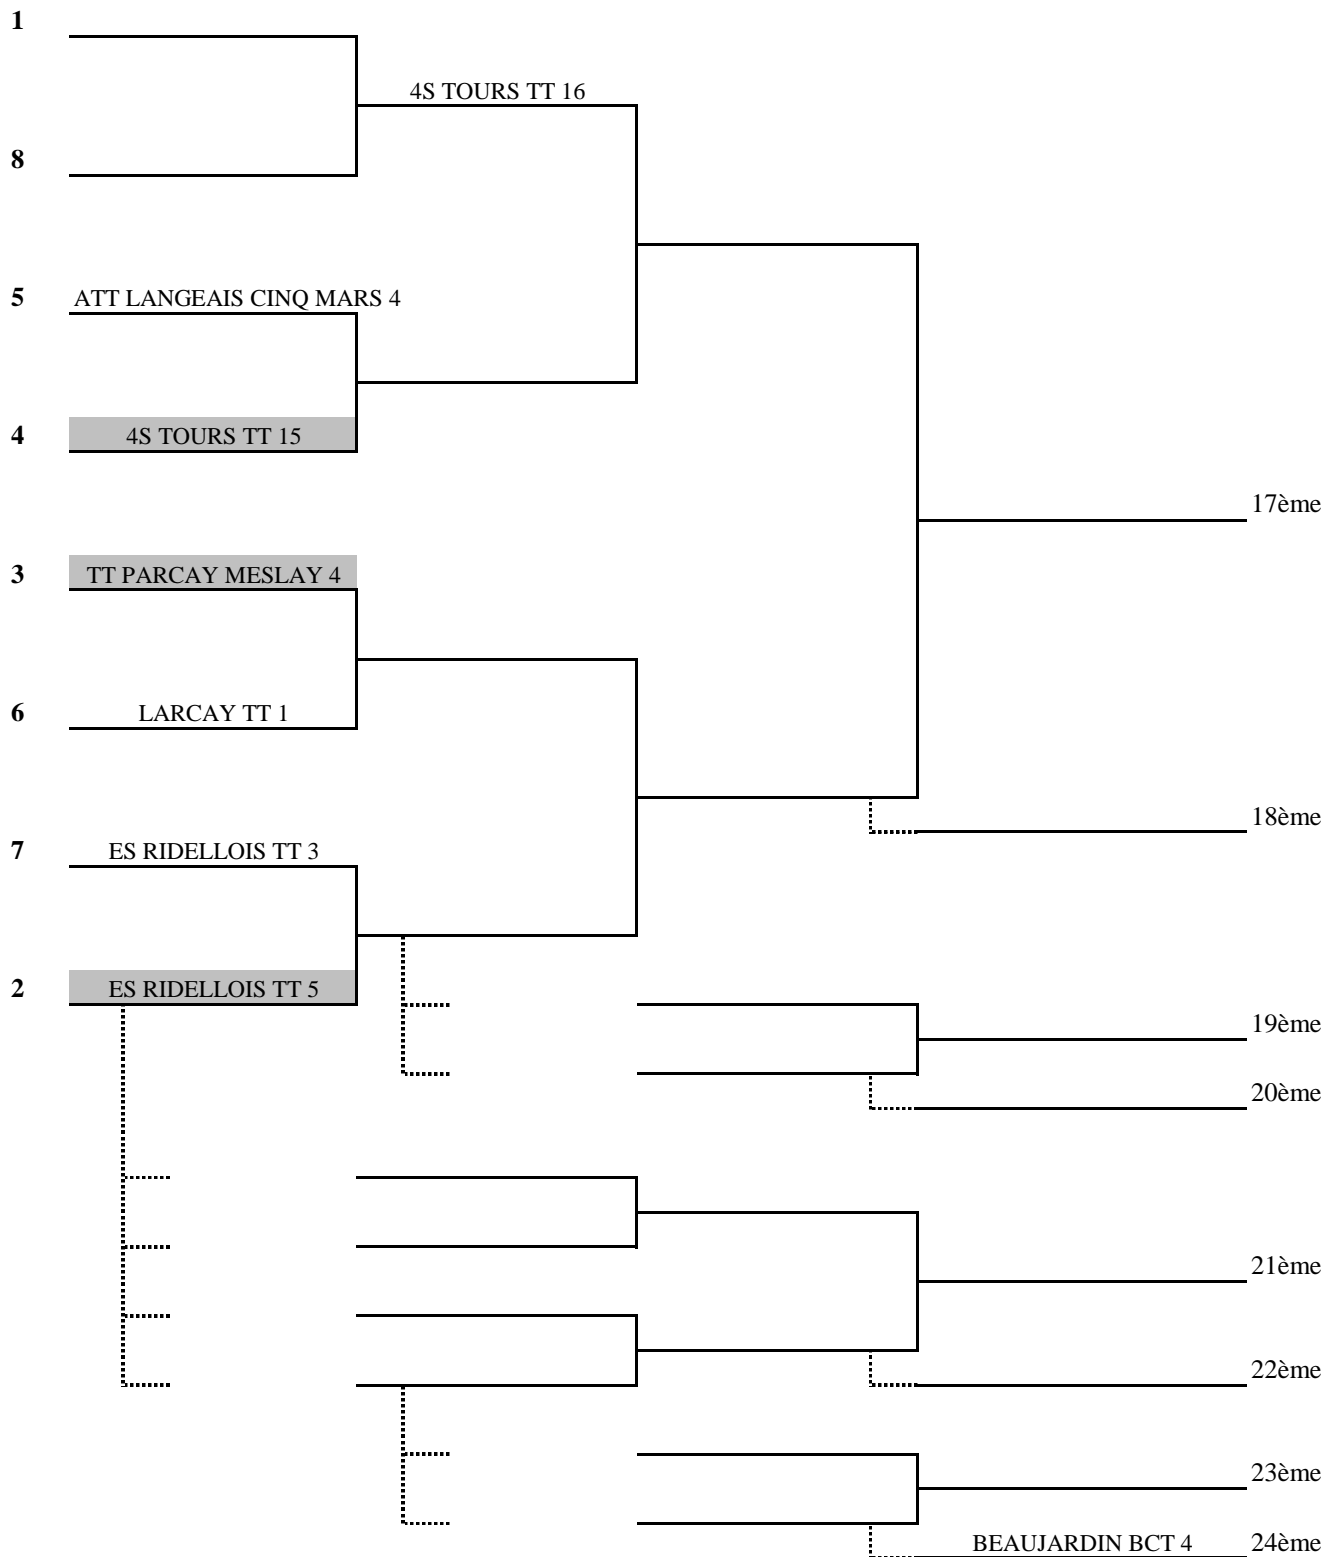 1
4S TOURS TT 16
8
5 ATT LANGEAIS CINQ MARS 4
4 4S TOURS TT 15
17ème
3 TT PARCAY MESLAY 4
6 LARCAY TT 1
18ème
7 ES RIDELLOIS TT 3
2 ES RIDELLOIS TT 5
19ème
20ème
21ème
22ème
23ème
BEAUJARDIN BCT 4 24ème